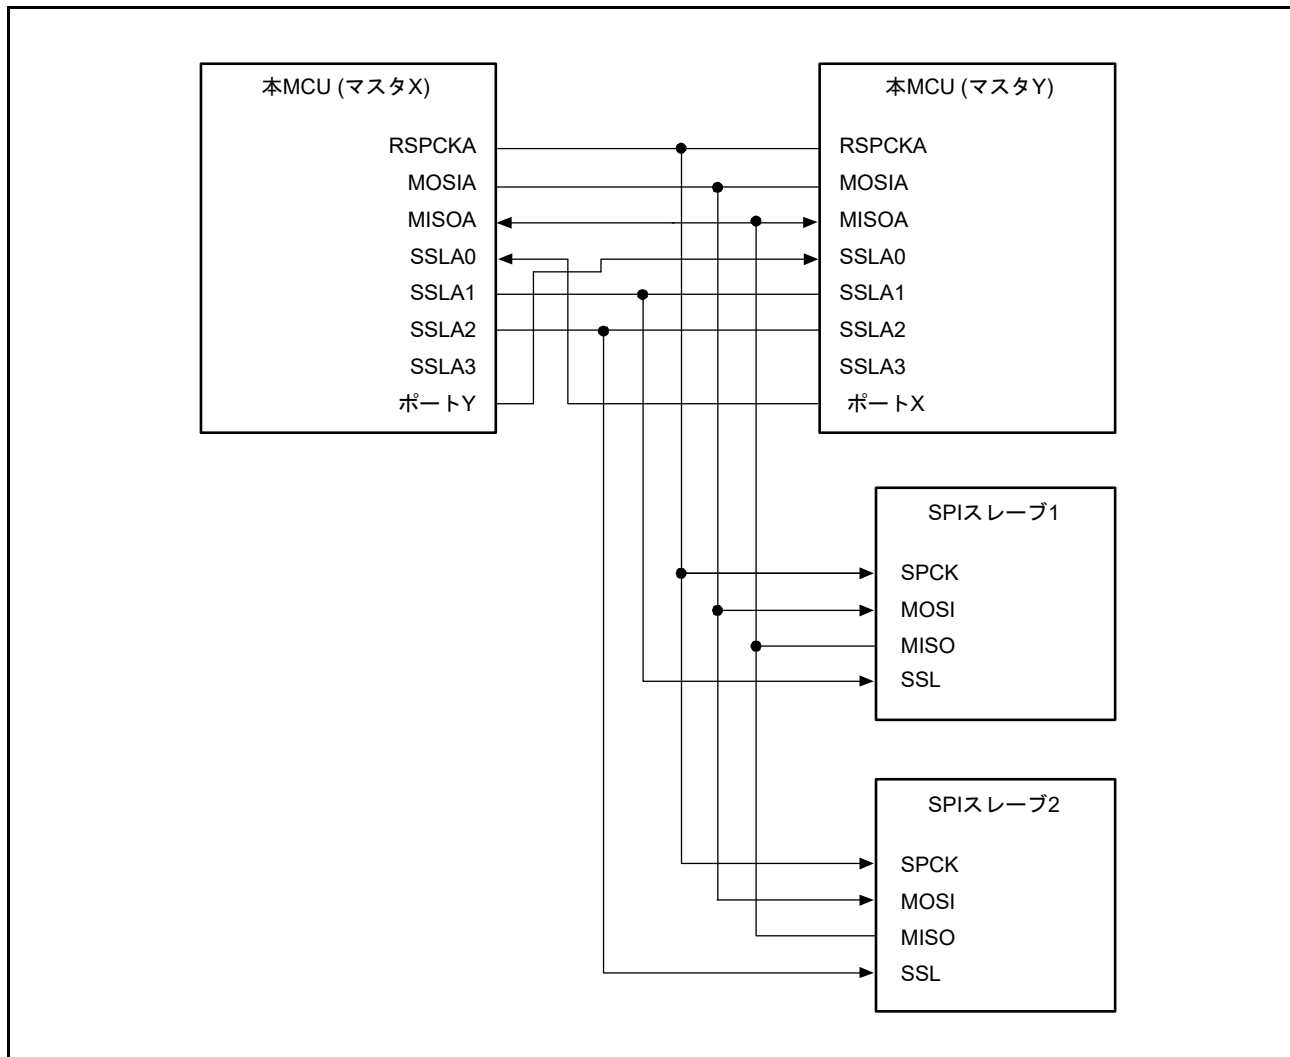 本MCU (マスタX)
RSPCKA
MOSIA
MISOA
SSLA0
SSLA1
SSLA2
SSLA3
ポートY
本MCU (マスタY)
RSPCKA
MOSIA
MISOA
SSLA0
SSLA1
SSLA2
SSLA3
ポートX
SPIスレーブ1
SPCK
MOSI
MISO
SSL
SPIスレーブ2
SPCK
MOSI
MISO
SSL